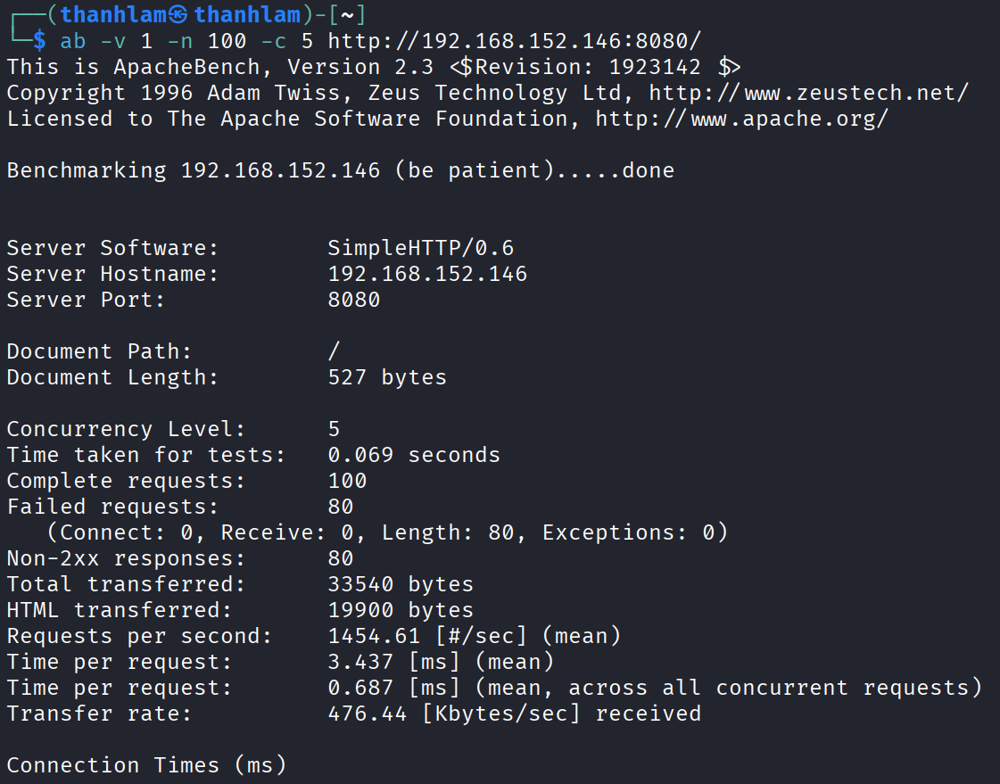 ┌──(thanhlam㉿thanhlam)-[~]
└─$ ab -v 1 -n 100 -c 5 http://192.168.152.146:8080/
This is ApacheBench, Version 2.3 <$Revision: 1923142 $>
Copyright 1996 Adam Twiss, Zeus Technology Ltd, http://www.zeustech.net/
Licensed to The Apache Software Foundation, http://www.apache.org/

Benchmarking 192.168.152.146 (be patient).....done


Server Software:        SimpleHTTP/0.6
Server Hostname:        192.168.152.146
Server Port:            8080

Document Path:          /
Document Length:        527 bytes

Concurrency Level:      5
Time taken for tests:   0.069 seconds
Complete requests:      100
Failed requests:        80
   (Connect: 0, Receive: 0, Length: 80, Exceptions: 0)
Non-2xx responses:      80
Total transferred:      33540 bytes
HTML transferred:       19900 bytes
Requests per second:    1454.61 [#/sec] (mean)
Time per request:       3.437 [ms] (mean)
Time per request:       0.687 [ms] (mean, across all concurrent requests)
Transfer rate:          476.44 [Kbytes/sec] received

Connection Times (ms)